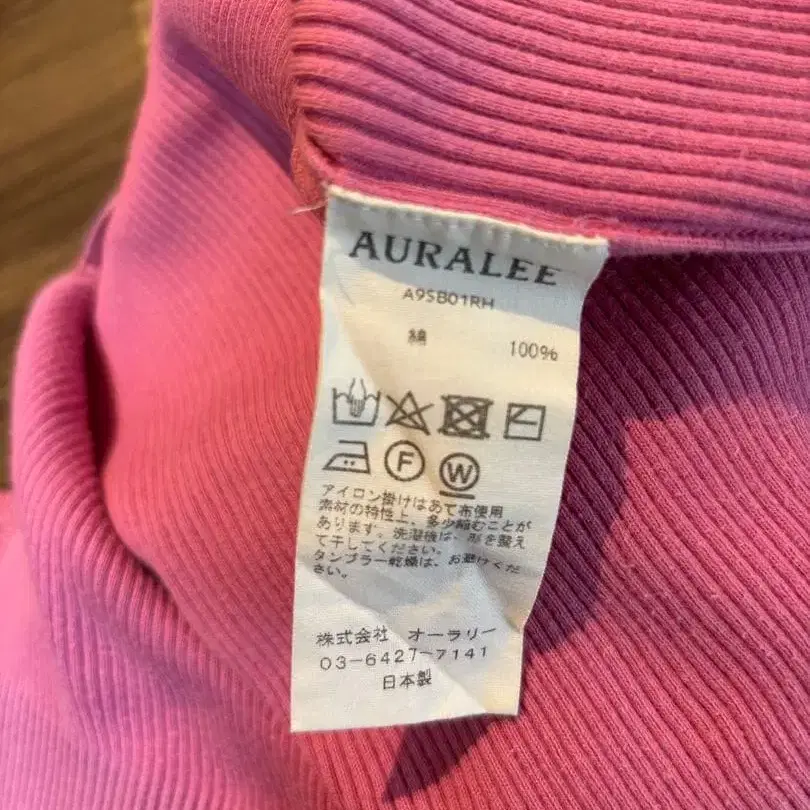 AURALEE
A9SB01RH
綿 100%
F W
アイロン掛けはあて布使用
素材の特性上、多少縮むことが
あります。洗濯機は、形を整え
て干してください。
タンブラー乾燥は、お避けくだ
さい。
株式会社 オーラリー
03-6427-7141
日本製